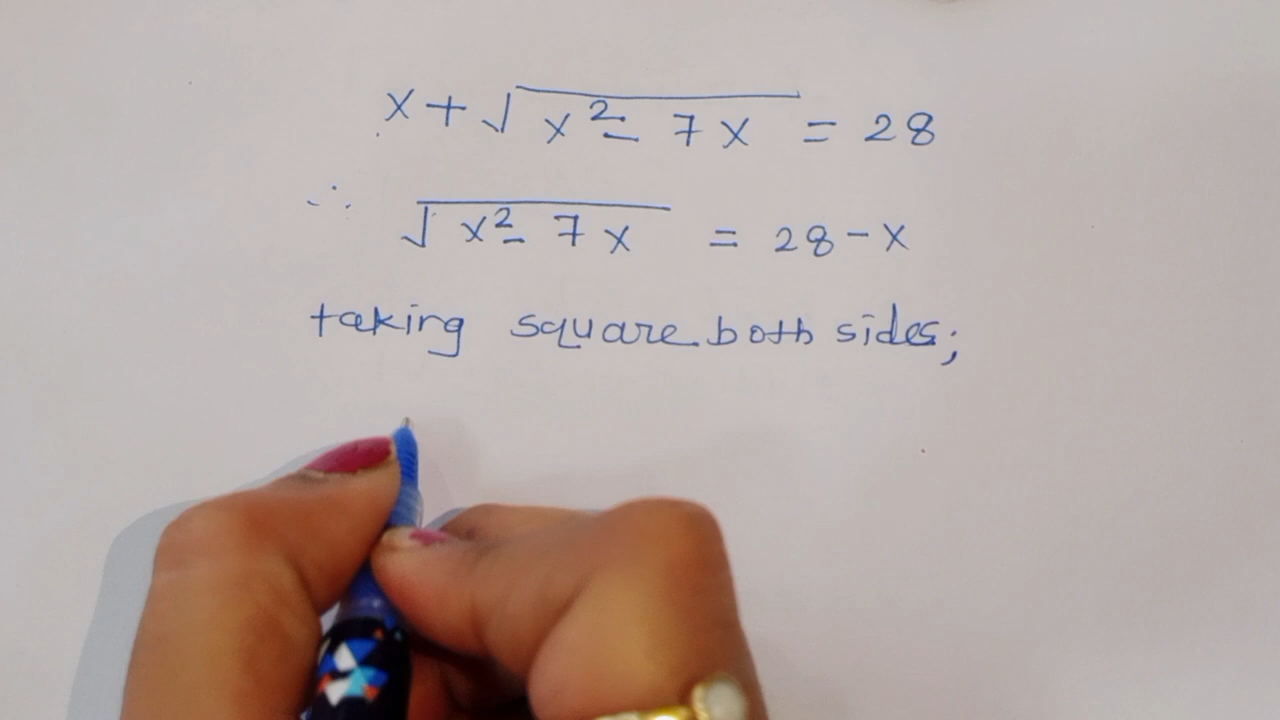 x + √x² - 7x = 28
∴ √x² - 7x = 28 - x
taking square both sides;